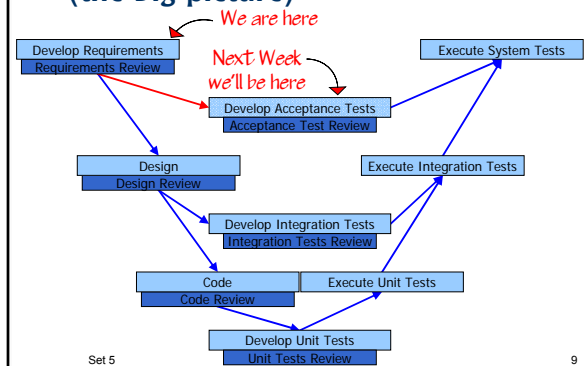 (the Big picture)
We are here
Develop Requirements
Requirements Review
Execute System Tests
Next Week
we'll be here
Develop Acceptance Tests
Acceptance Test Review
Design
Design Review
Execute Integration Tests
Develop Integration Tests
Integration Tests Review
Code
Code Review
Execute Unit Tests
Develop Unit Tests
Unit Tests Review
Set 5
9